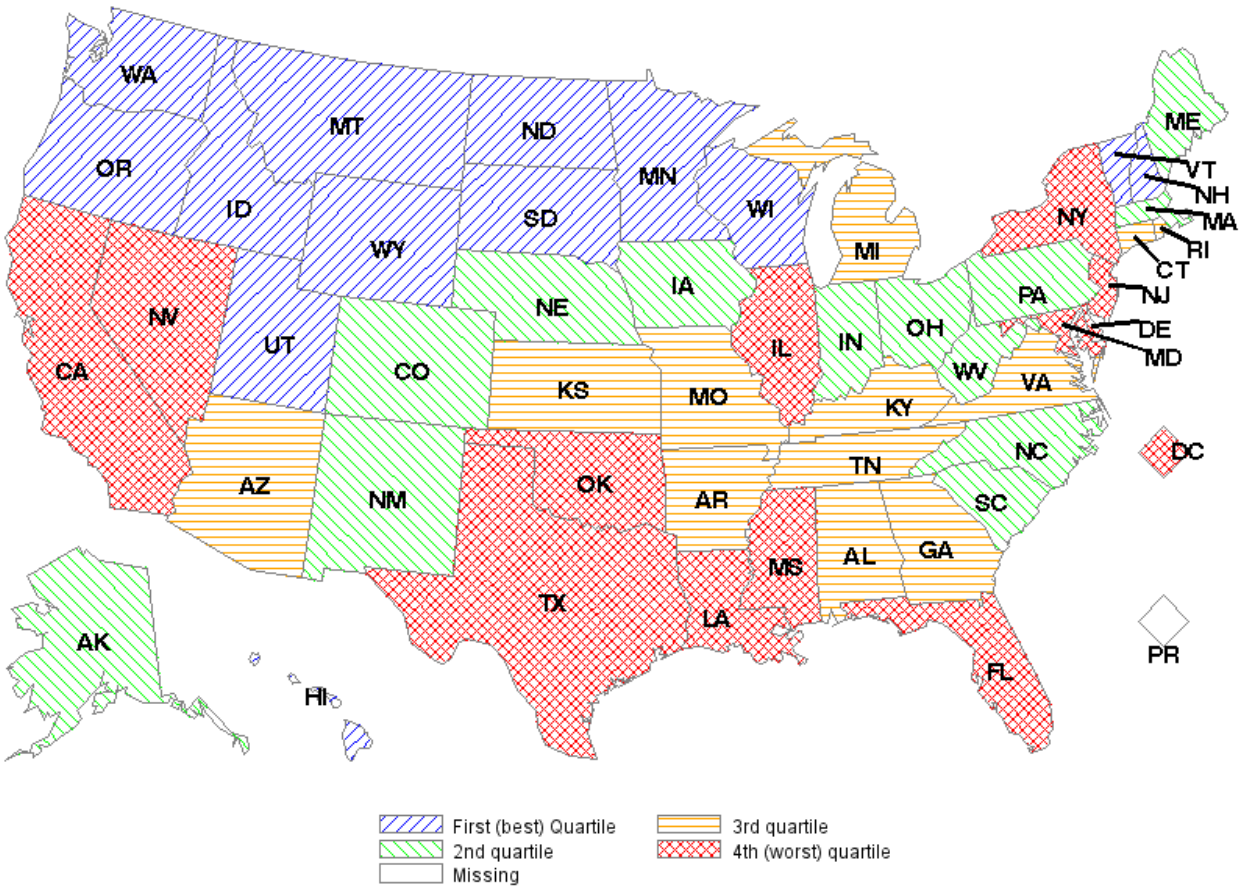 WA
MT
ND
ME
OR
MN
VT
ID
SD
WI
NH
WY
NY
MA
MI
RI
CT
NE
IA
PA
NJ
NV
UT
OH
DE
CO
IL
IN
MD
CA
WV
KS
MO
VA
KY
NC
DC
AZ
NM
OK
AR
TN
SC
TX
MS
AL
GA
LA
AK
PR
HI
FL
First (best) Quartile
3rd quartile
2nd quartile
4th (worst) quartile
Missing